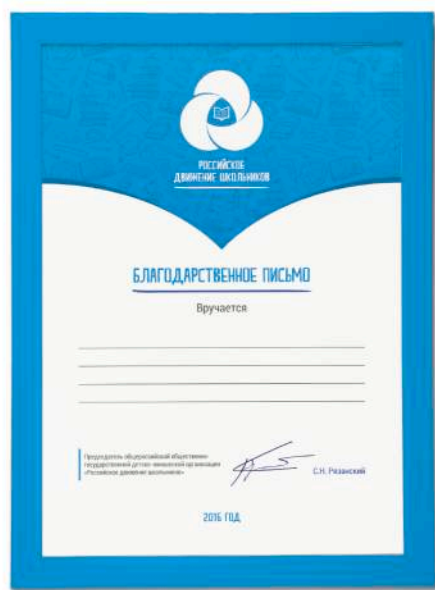 РОССИЙСКОЕ
ДВИЖЕНИЕ ШКОЛЬНИКОВ
БЛАГОДАРСТВЕННОЕ ПИСЬМО
Вручается
Председатель общероссийской общественно-
государственной детско-юношеской организации
«Российское движение школьников»
С.Н. Рязанский
2016 ГОД